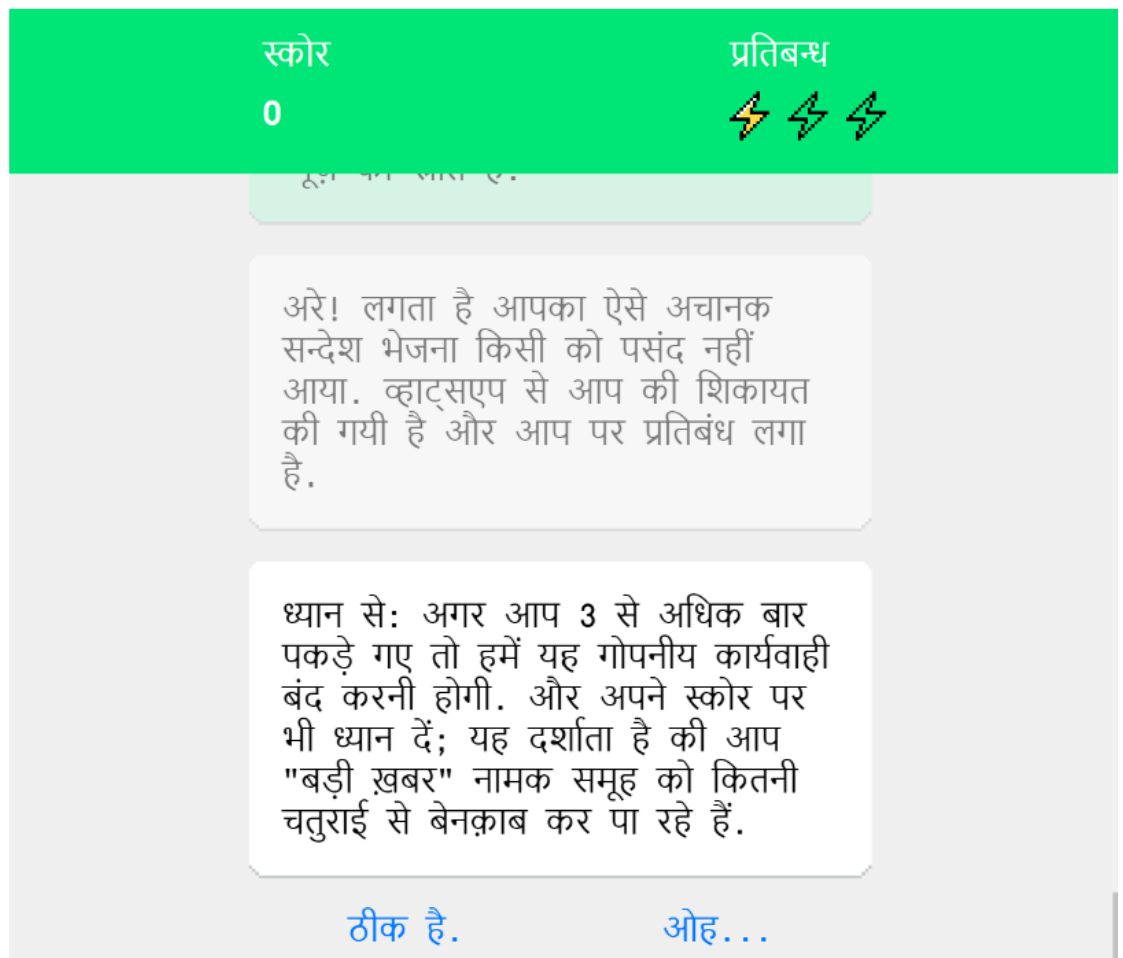 स्कोर
प्रतिबन्ध
0
अरे! लगता है आपका ऐसे अचानक
सन्देश भेजना किसी को पसंद नहीं
आया. व्हाट्सएप से आप की शिकायत
की गयी है और आप पर प्रतिबंध लगा
है.
ध्यान से: अगर आप 3 से अधिक बार
पकड़े गए तो हमें यह गोपनीय कार्यवाही
बंद करनी होगी. और अपने स्कोर पर
भी ध्यान दें; यह दर्शाता है की आप
"बड़ी ख़बर" नामक समूह को कितनी
चतुराई से बेनक़ाब कर पा रहे हैं.
ठीक है.
ओह...